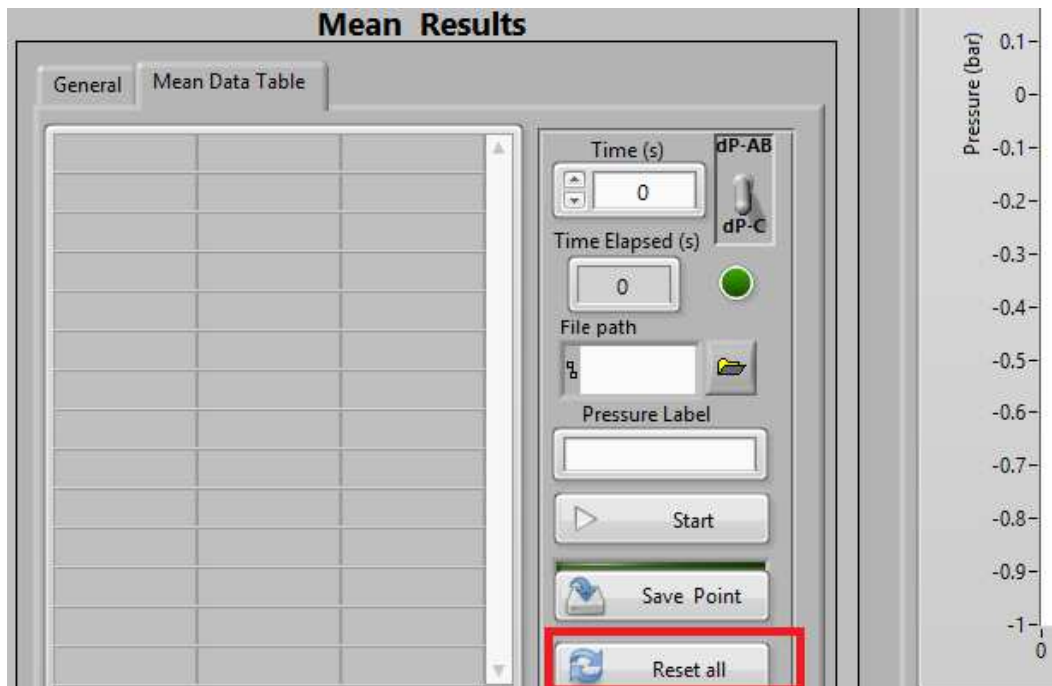 Mean Results
General
Mean Data Table
Time (s)
0
dP-AB
dP-C
Time Elapsed (s)
0
File path
Pressure Label
Start
Save Point
Reset all
Pressure (bar)
0.1
0
-0.1
-0.2
-0.3
-0.4
-0.5
-0.6
-0.7
-0.8
-0.9
-1
0